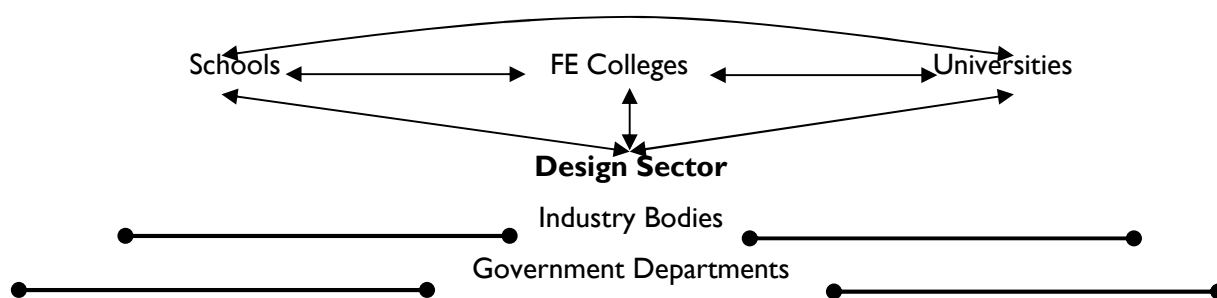 Schools FE Colleges Universities
Design Sector
Industry Bodies
Government Departments